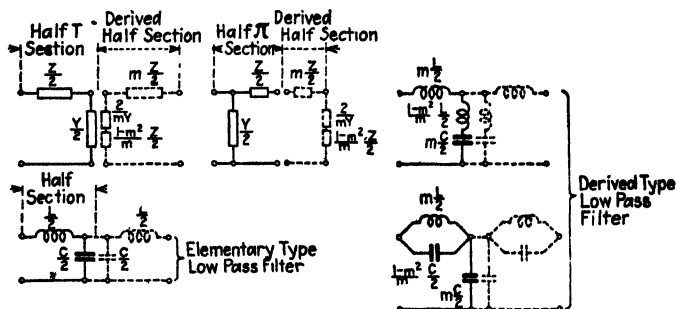 Half T Section
Derived Half Section
Z/2
m Z/2
Y/2
2/mY
1-m²/m Z/2
Half π Section
Derived Half Section
Z/2
m Z/2
Y/2
2/mY
1-m²/m Z/2
m L/2
1-m²/m L/2
m C/2
Half Section
L/2
L/2
C/2
C/2
Elementary Type
Low Pass Filter
m L/2
1-m²/m C/2
m C/2
Derived Type
Low Pass
Filter